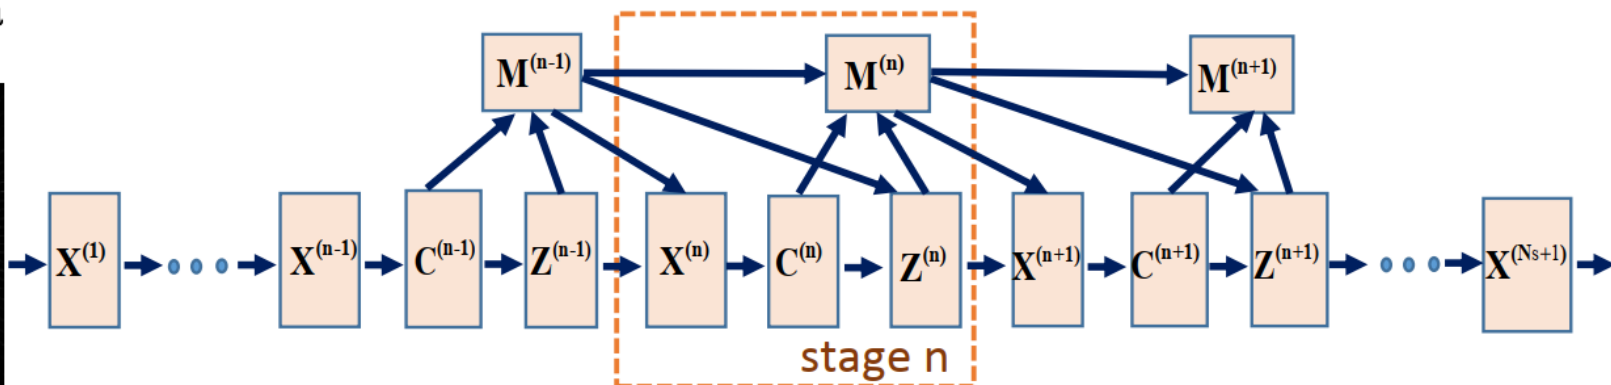 M^(n-1) M^(n) M^(n+1)
X^(1) X^(n-1) C^(n-1) Z^(n-1) X^(n) C^(n) Z^(n) X^(n+1) C^(n+1) Z^(n+1) X^(Ns+1)
stage n